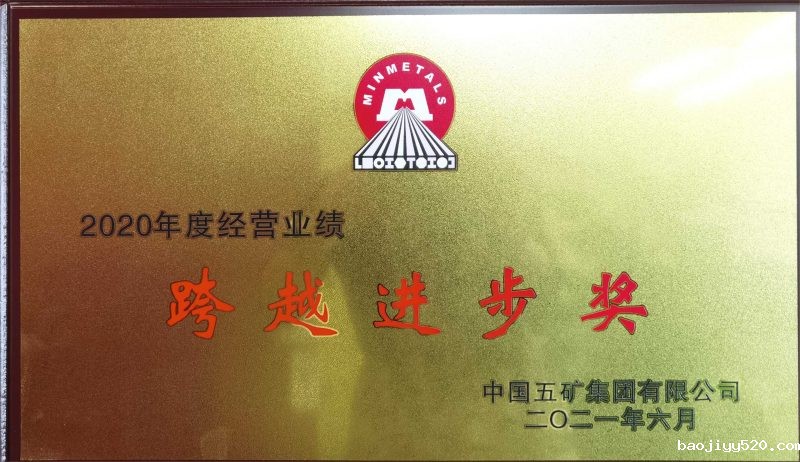 MINMETALS
2020年度经营业绩
跨越进步奖
中国五矿集团有限公司
二〇二一年六月
baojiyy520.com